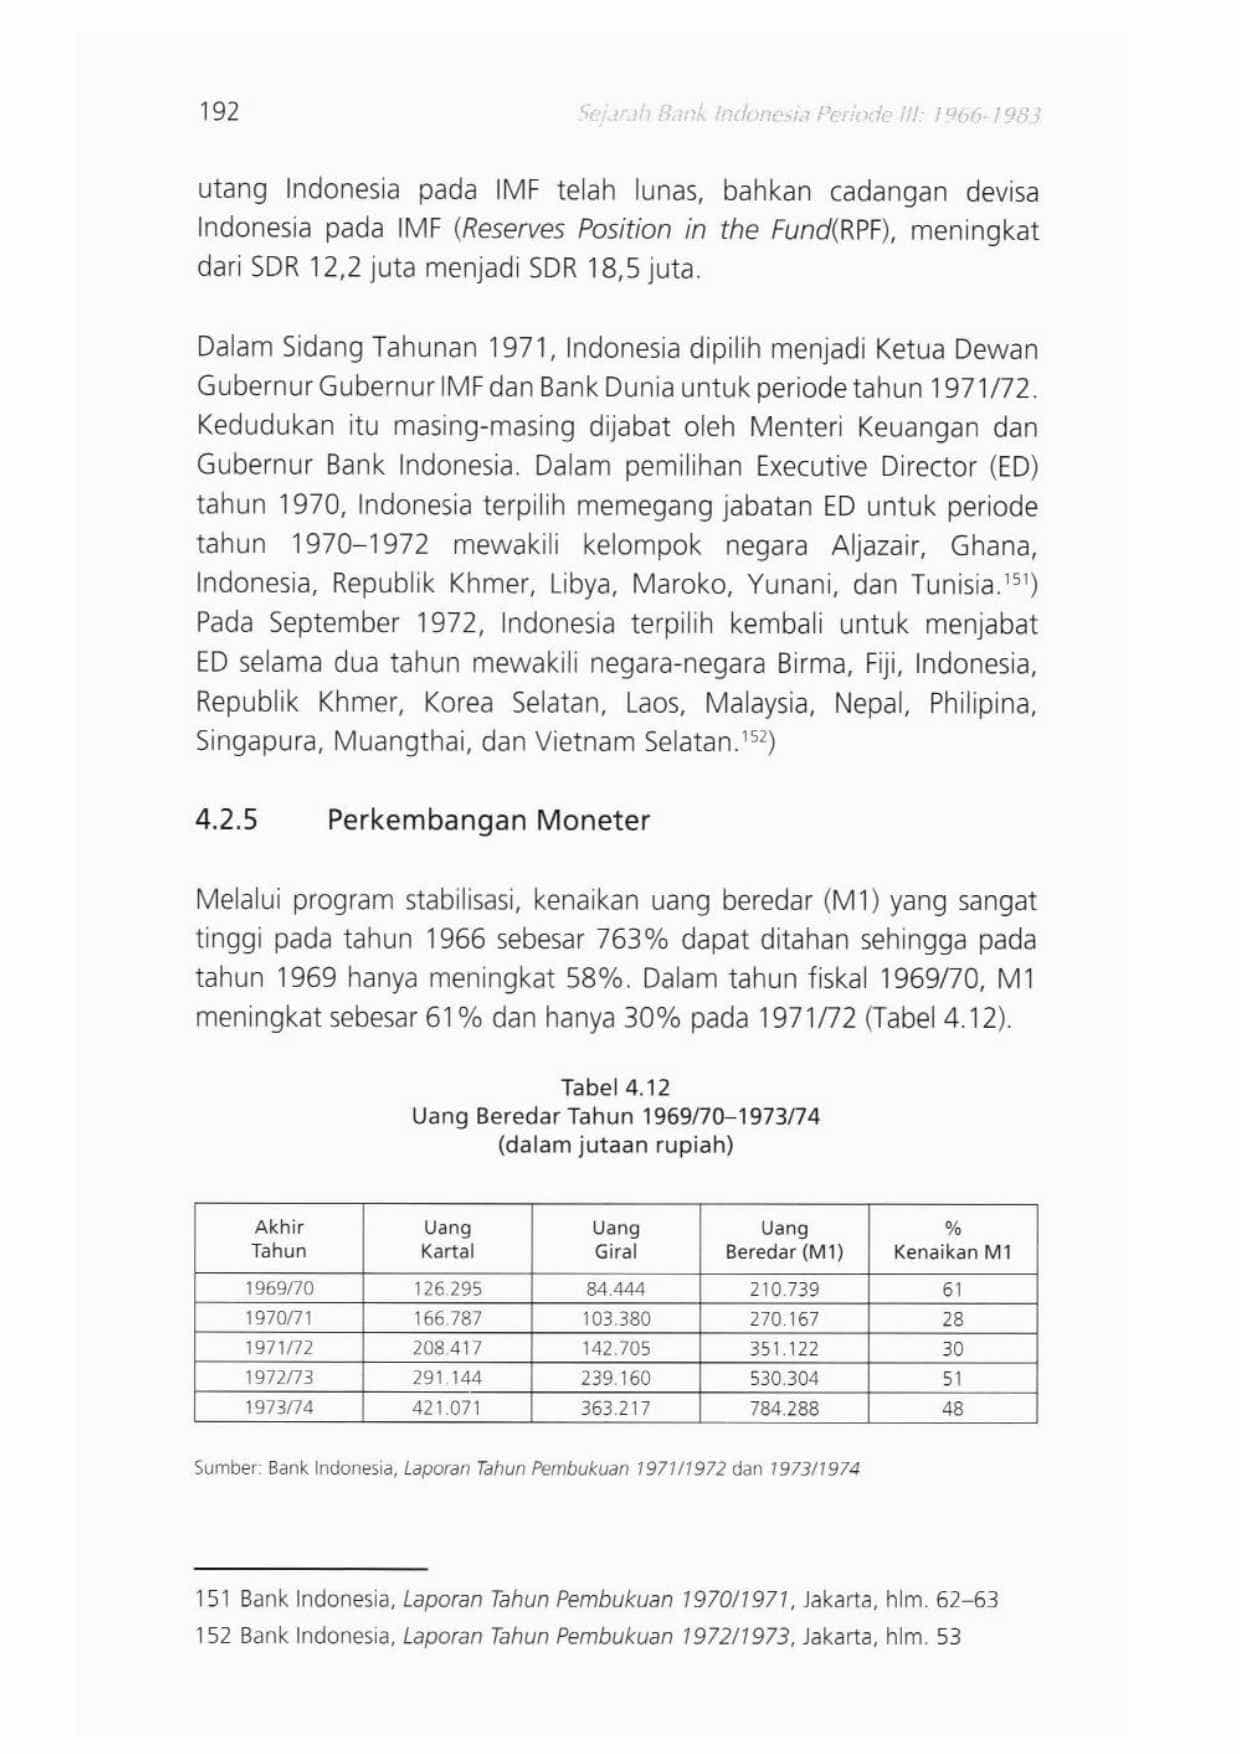 192
Sejarah Bank Indonesia Periode III: 1966-1983
utang Indonesia pada IMF telah lunas, bahkan cadangan devisa
Indonesia pada IMF (Reserves Position in the Fund(RPF), meningkat
dari SDR 12,2 juta menjadi SDR 18,5 juta.
Dalam Sidang Tahunan 1971, Indonesia dipilih menjadi Ketua Dewan
Gubernur Gubernur IMF dan Bank Dunia untuk periode tahun 1971/72.
Kedudukan itu masing-masing dijabat oleh Menteri Keuangan dan
Gubernur Bank Indonesia. Dalam pemilihan Executive Director (ED)
tahun 1970, Indonesia terpilih memegang jabatan ED untuk periode
tahun 1970–1972 mewakili kelompok negara Aljazair, Ghana,
Indonesia, Republik Khmer, Libya, Maroko, Yunani, dan Tunisia.¹⁵¹)
Pada September 1972, Indonesia terpilih kembali untuk menjabat
ED selama dua tahun mewakili negara-negara Birma, Fiji, Indonesia,
Republik Khmer, Korea Selatan, Laos, Malaysia, Nepal, Philipina,
Singapura, Muangthai, dan Vietnam Selatan.¹⁵²)
4.2.5 Perkembangan Moneter
Melalui program stabilisasi, kenaikan uang beredar (M1) yang sangat
tinggi pada tahun 1966 sebesar 763% dapat ditahan sehingga pada
tahun 1969 hanya meningkat 58%. Dalam tahun fiskal 1969/70, M1
meningkat sebesar 61% dan hanya 30% pada 1971/72 (Tabel 4.12).
Tabel 4.12
Uang Beredar Tahun 1969/70–1973/74
(dalam jutaan rupiah)
Akhir Uang Uang Uang %
Tahun Kartal Giral Beredar (M1) Kenaikan M1
1969/70 126.295 84.444 210.739 61
1970/71 166.787 103.380 270.167 28
1971/72 208.417 142.705 351.122 30
1972/73 291.144 239.160 530.304 51
1973/74 421.071 363.217 784.288 48
Sumber: Bank Indonesia, Laporan Tahun Pembukuan 1971/1972 dan 1973/1974
151 Bank Indonesia, Laporan Tahun Pembukuan 1970/1971, Jakarta, hlm. 62–63
152 Bank Indonesia, Laporan Tahun Pembukuan 1972/1973, Jakarta, hlm. 53